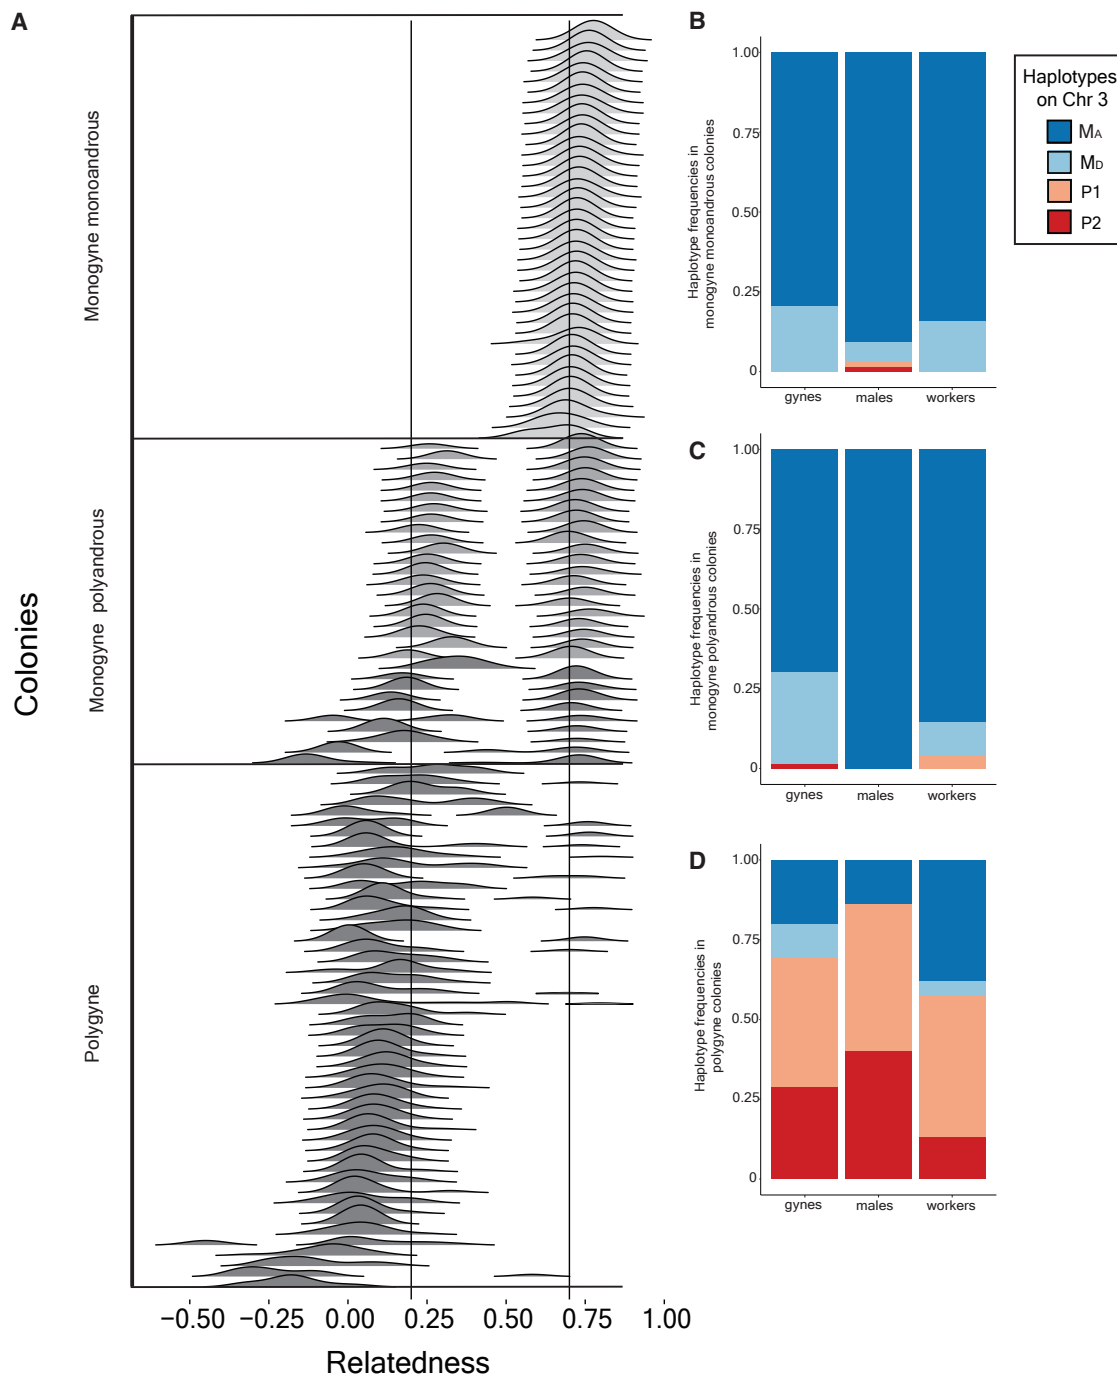 A
Colonies
Monogyne monoandrous
Monogyne polyandrous
Polygyne
−0.50 −0.25 0.00 0.25 0.50 0.75 1.00
Relatedness
B
Haplotype frequencies in
monogyne monoandrous colonies
1.00
0.75
0.50
0.25
0
gynes males workers
Haplotypes
on Chr 3
MA
MD
P1
P2
C
Haplotype frequencies in
monogyne polyandrous colonies
1.00
0.75
0.50
0.25
0
gynes males workers
D
Haplotype frequencies in
polygyne colonies
1.00
0.75
0.50
0.25
0
gynes males workers